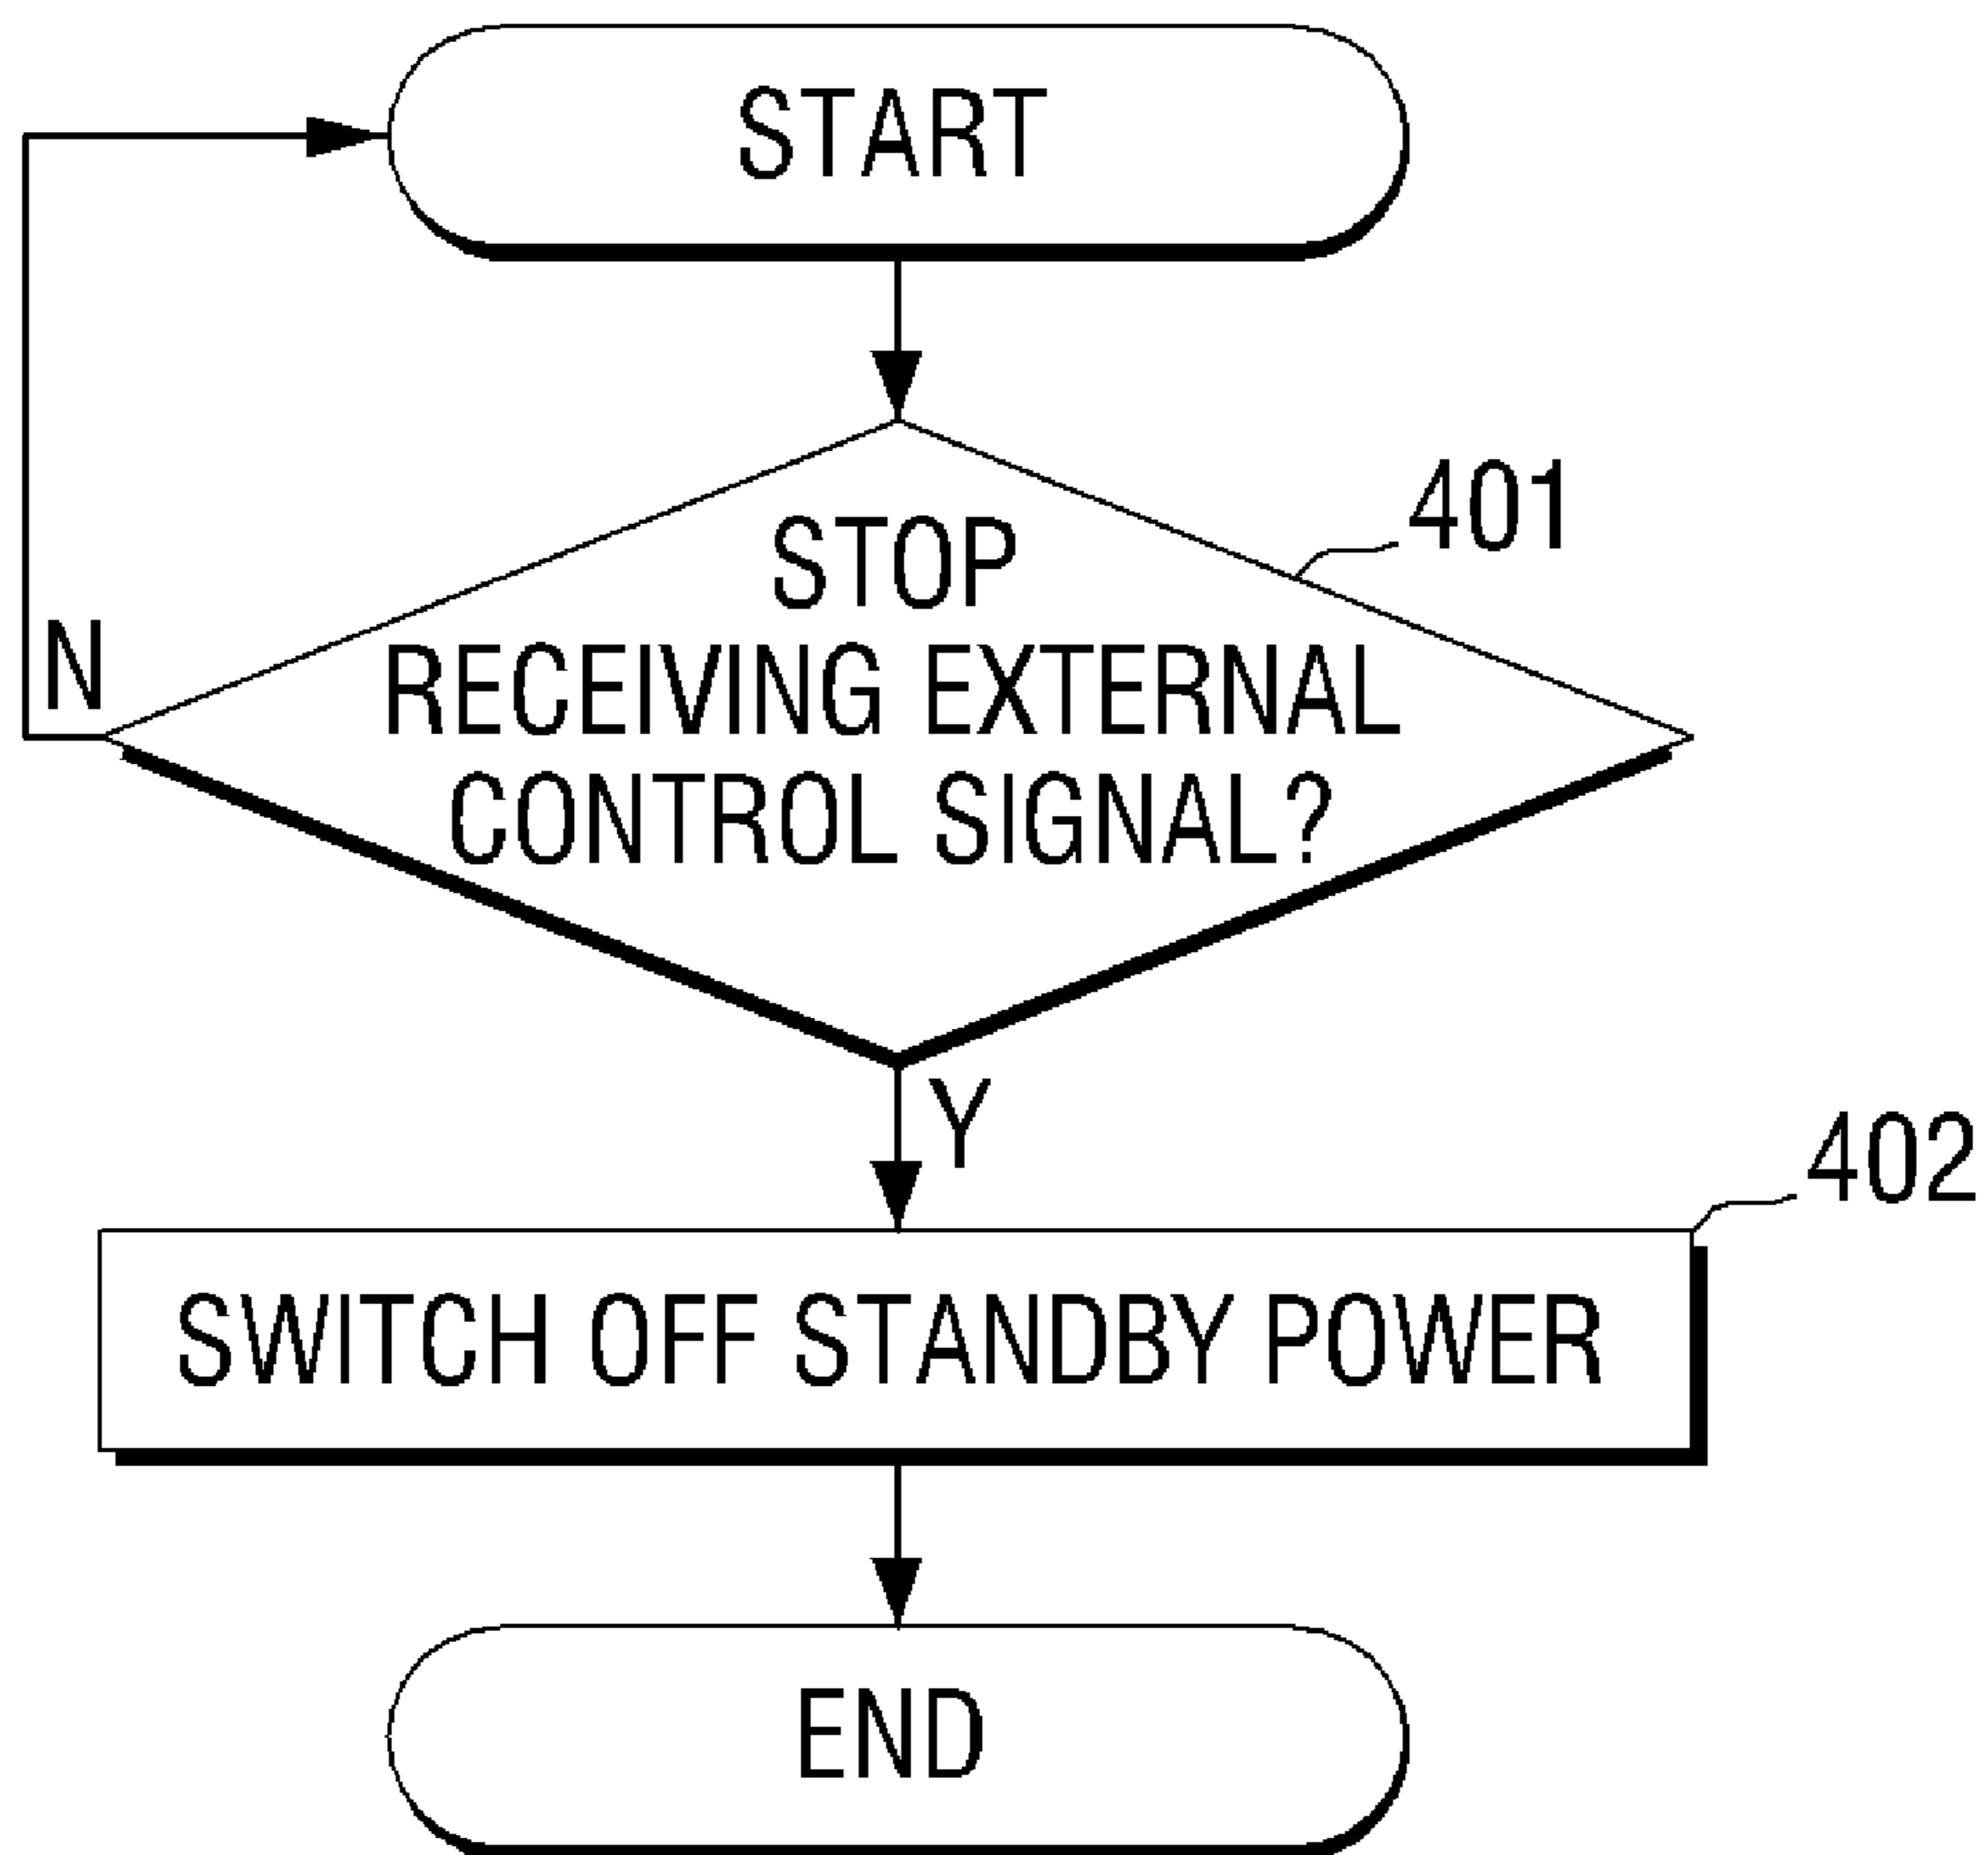 START
401
STOP
RECEIVING EXTERNAL
CONTROL SIGNAL?
N
Y
402
SWITCH OFF STANDBY POWER
END